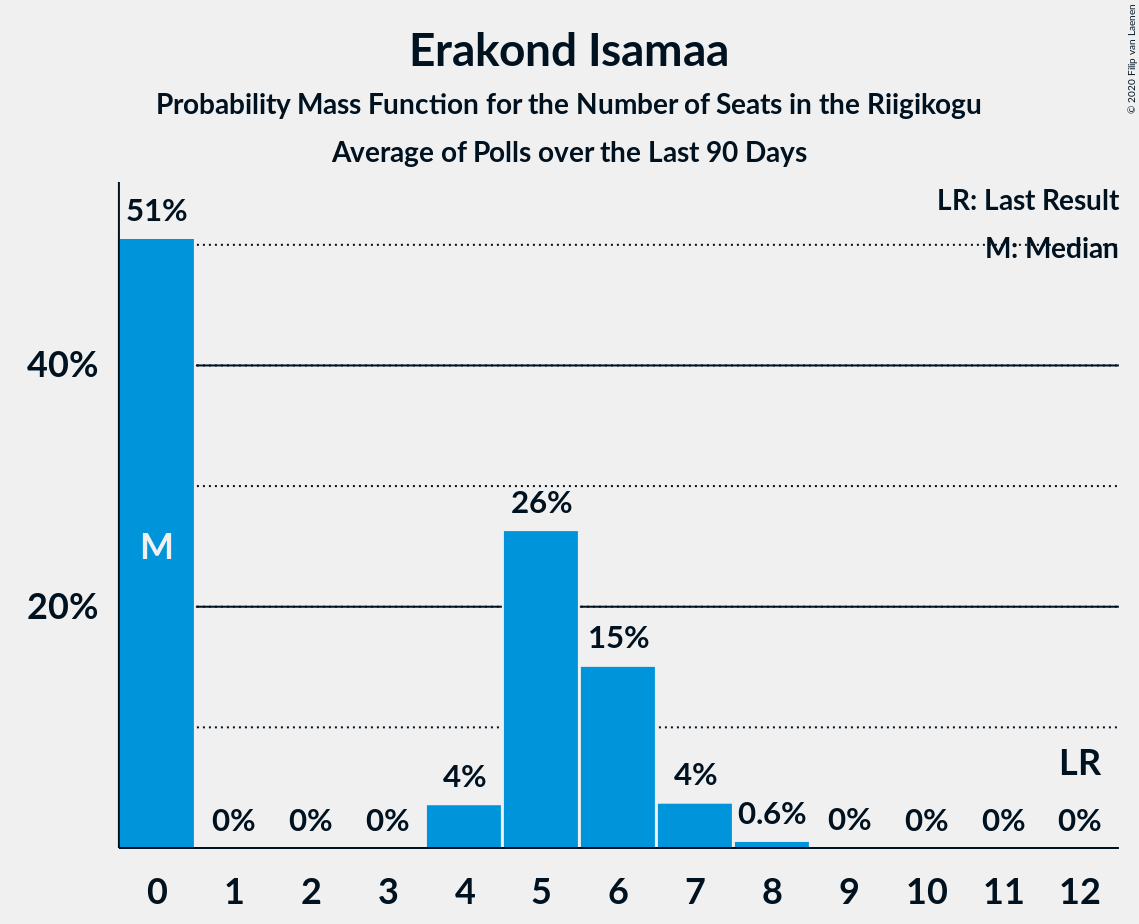 Erakond Isamaa
Probability Mass Function for the Number of Seats in the Riigikogu
Average of Polls over the Last 90 Days
© 2020 Filip van Laenen
LR: Last Result
M: Median
51%
40%
26%
M
20%
15%
LR
4%
4%
0%
0%
0%
0.6%
0%
0%
0%
0%
0 1 2 3 4 5 6 7 8 9 10 11 12